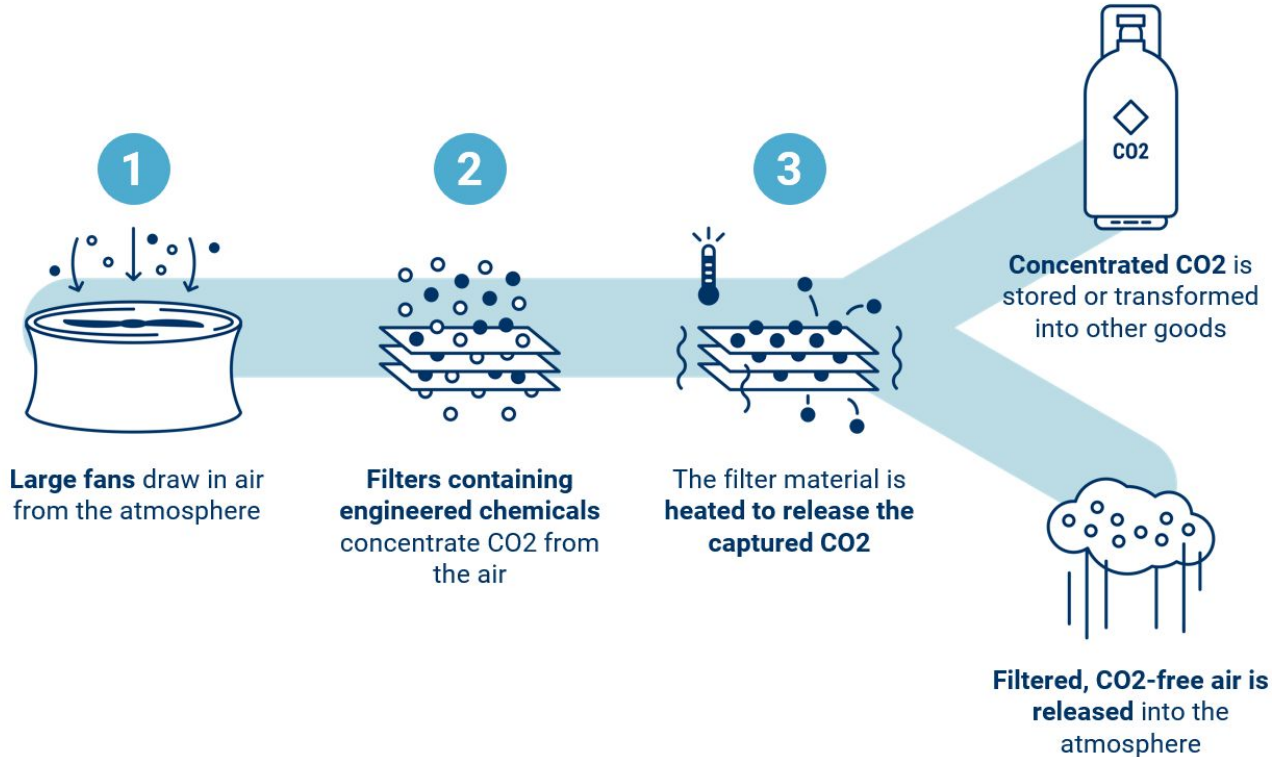 1
2
3
CO2
Large fans draw in air
from the atmosphere
Filters containing
engineered chemicals
concentrate CO2 from
the air
The filter material is
heated to release the
captured CO2
Concentrated CO2 is
stored or transformed
into other goods
Filtered, CO2-free air is
released into the
atmosphere